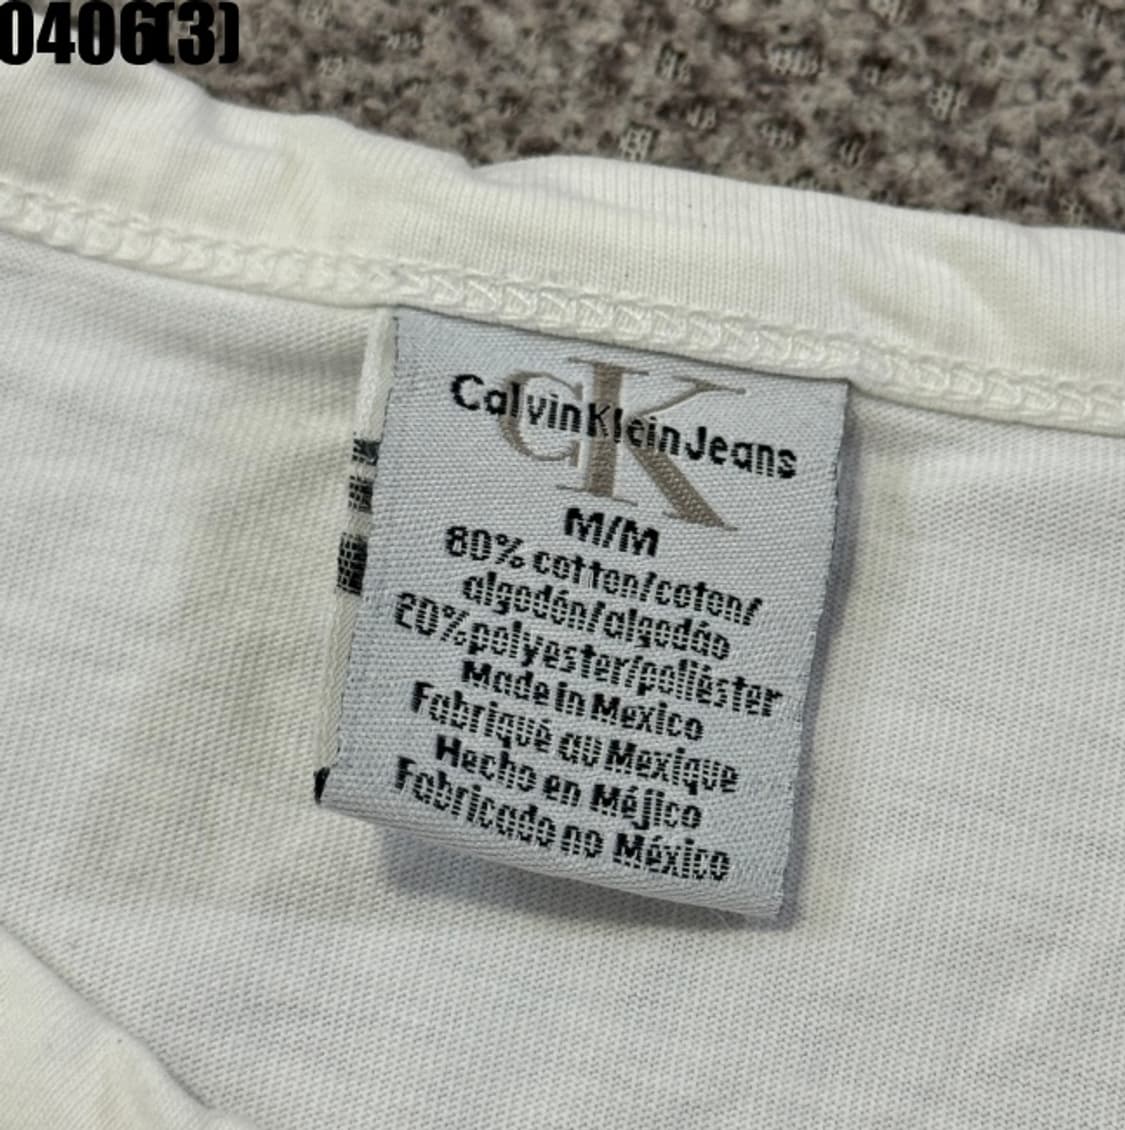 0406(3)
CK
Calvin Klein Jeans
M/M
80% cotton/coton/
algodón/algodão
20% polyester/poliéster
Made in Mexico
Fabriqué au Mexique
Hecho en Méjico
Fabricado no México